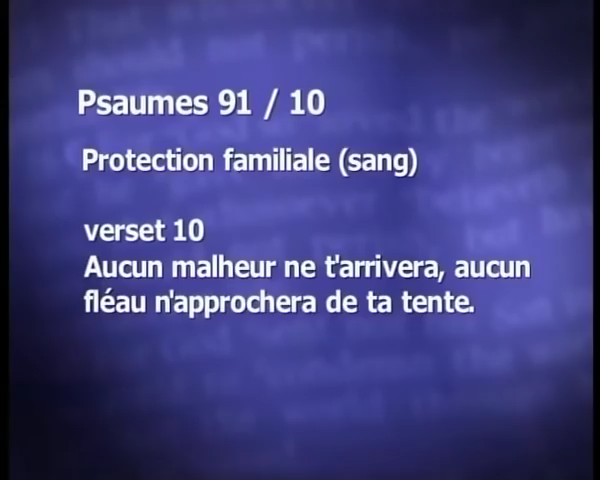 Psaumes 91 / 10
Protection familiale (sang)
verset 10
Aucun malheur ne t'arrivera, aucun
fléau n'approchera de ta tente.